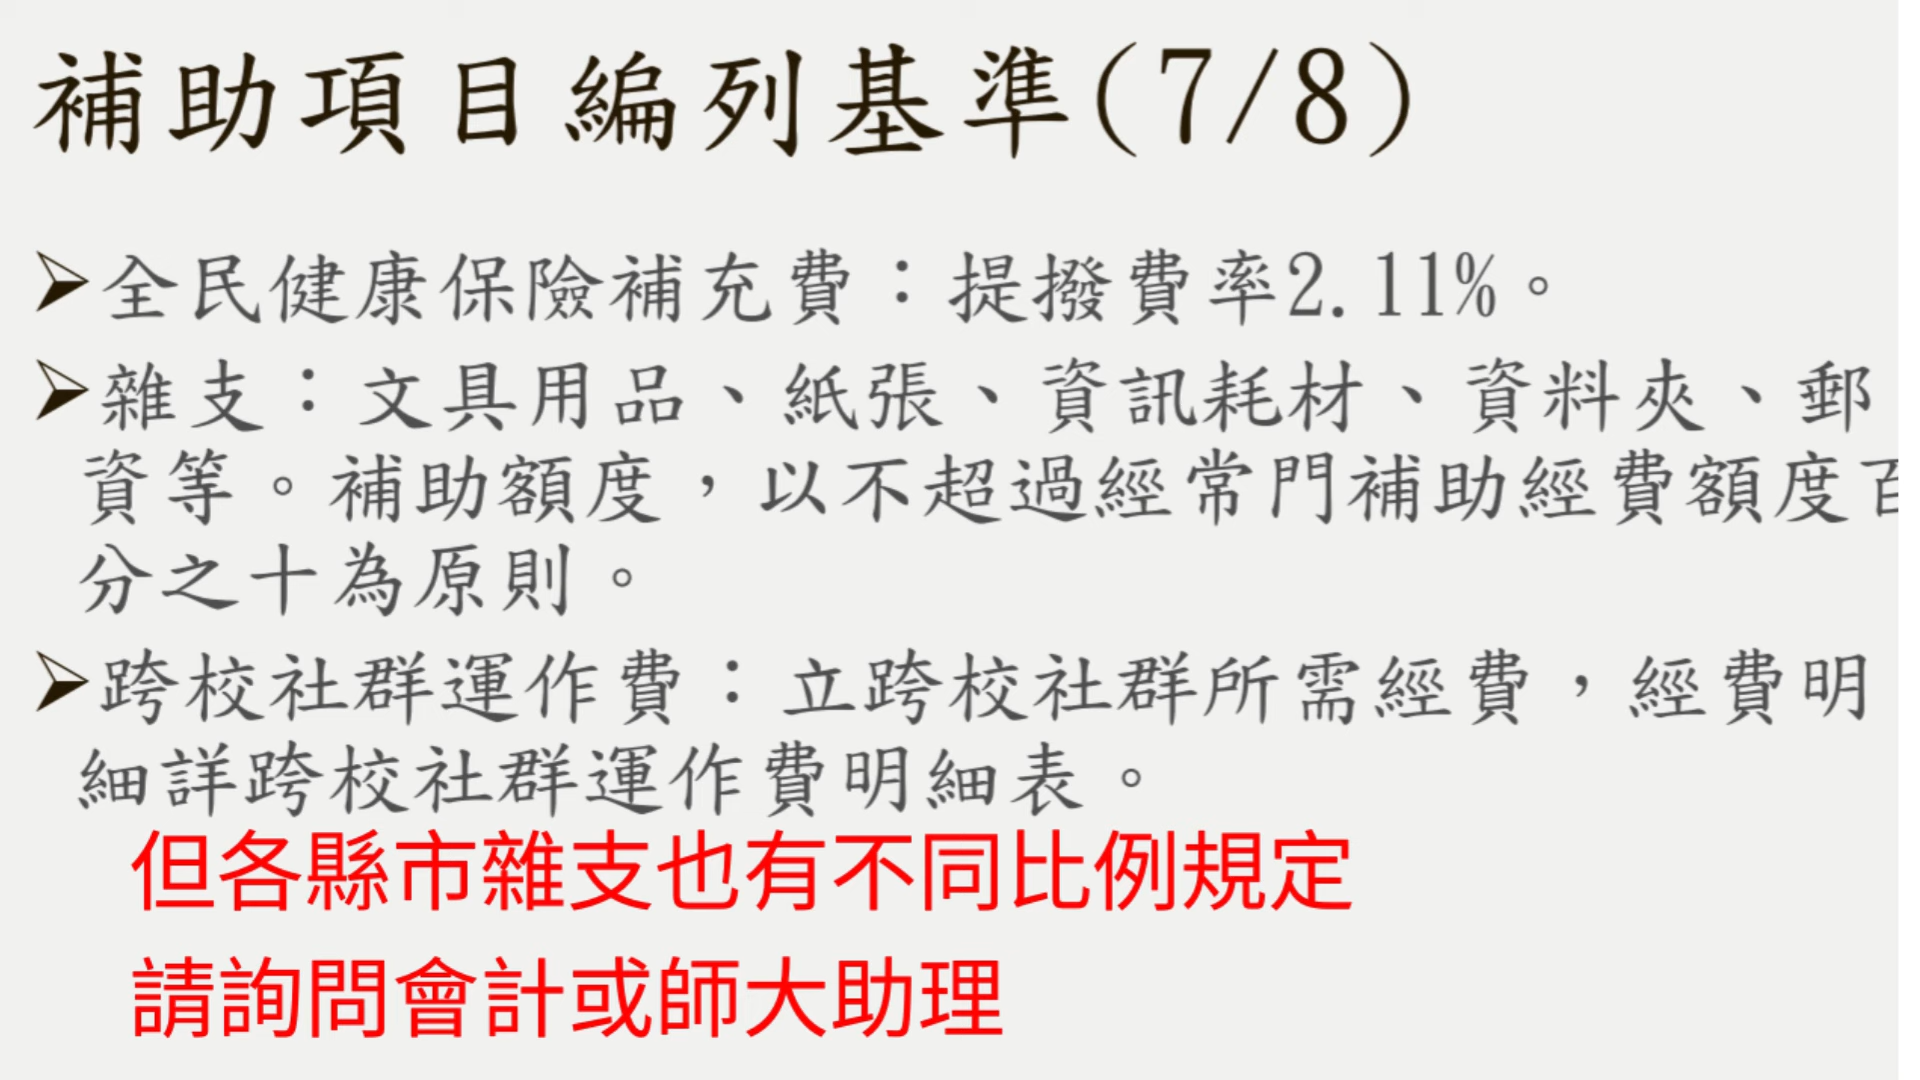 補助項目編列基準(7/8)
➢全民健康保險補充費：提撥費率2.11%。
➢雜支：文具用品、紙張、資訊耗材、資料夾、郵
資等。補助額度，以不超過經常門補助經費額度百
分之十為原則。
➢跨校社群運作費：立跨校社群所需經費，經費明
細詳跨校社群運作費明細表。
但各縣市雜支也有不同比例規定
請詢問會計或師大助理